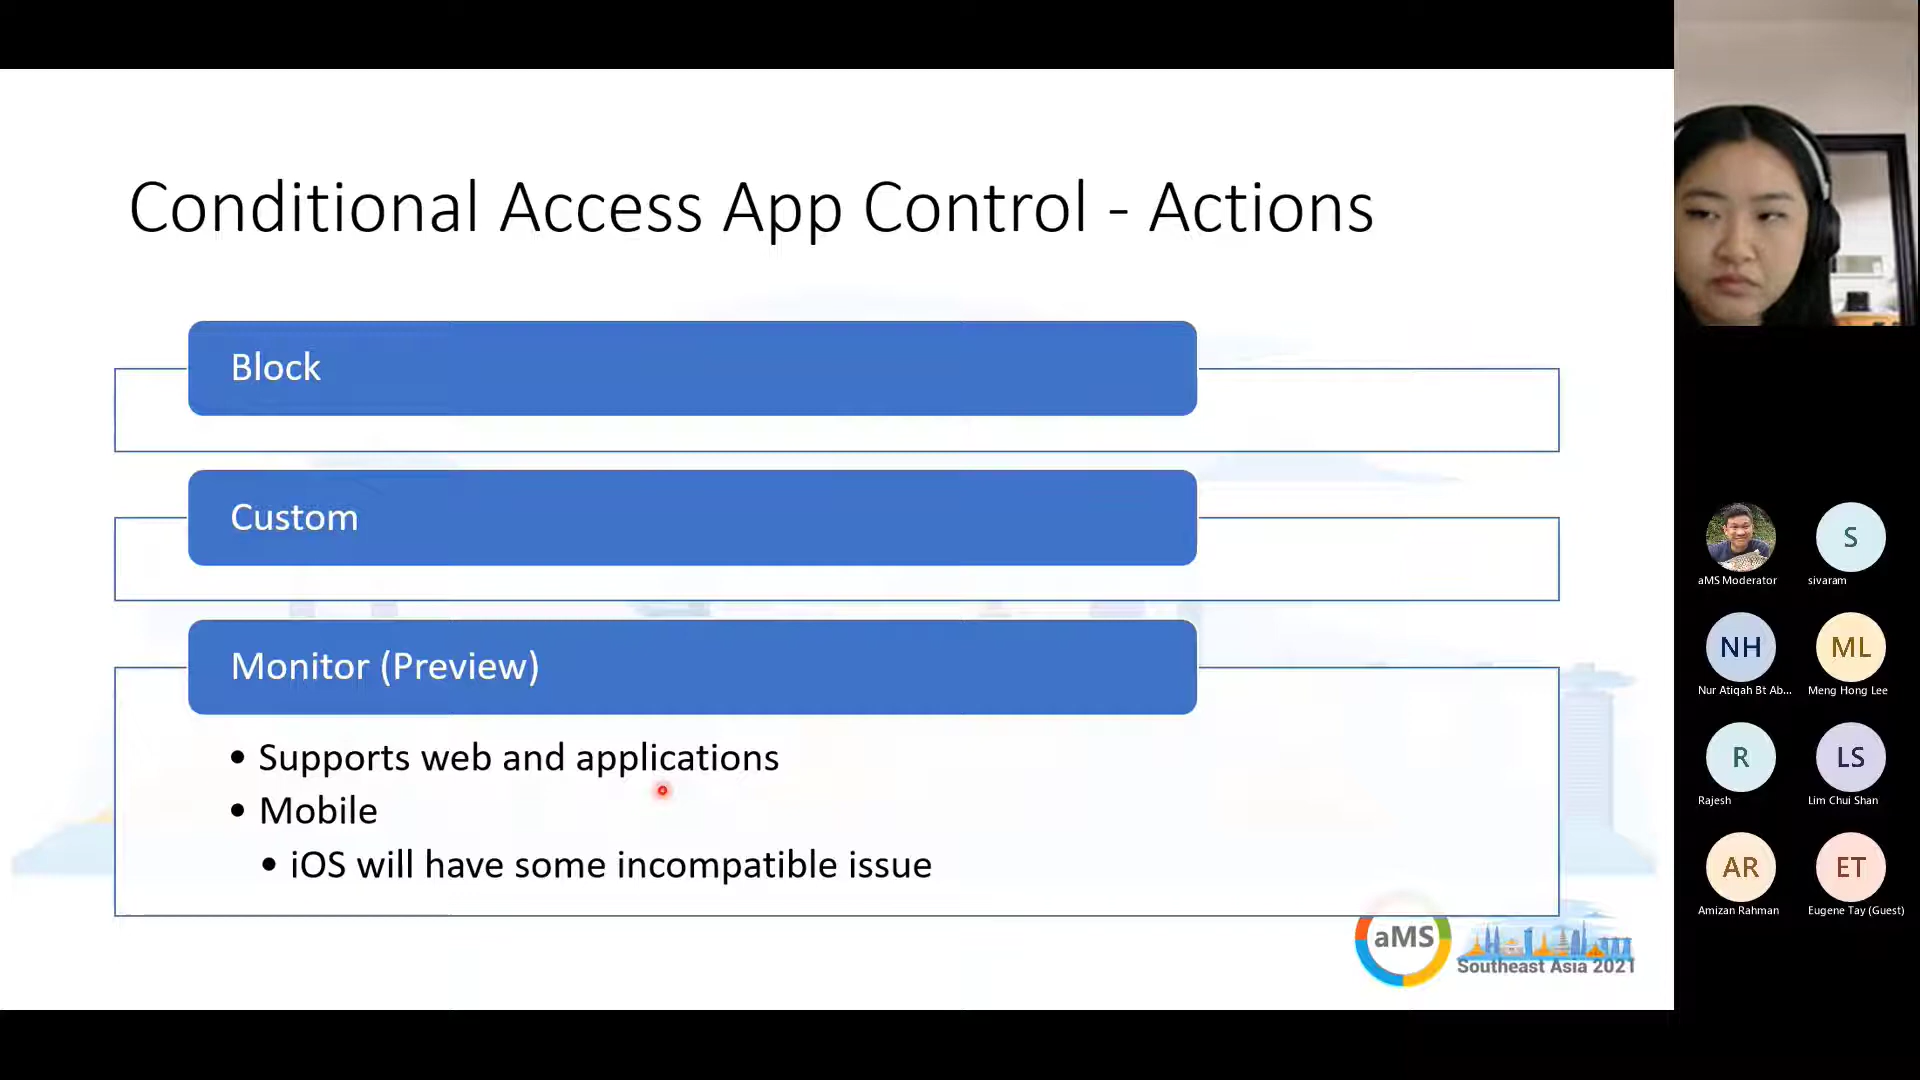 Conditional Access App Control - Actions
Block
Custom
Monitor (Preview)
• Supports web and applications
• Mobile
• iOS will have some incompatible issue
aMS
Southeast Asia 2021
aMS Moderator
S
sivaram
NH
Nur Atiqah Bt Ab...
ML
Meng Hong Lee
R
Rajesh
LS
Lim Chui Shan
AR
Amizan Rahman
ET
Eugene Tay (Guest)